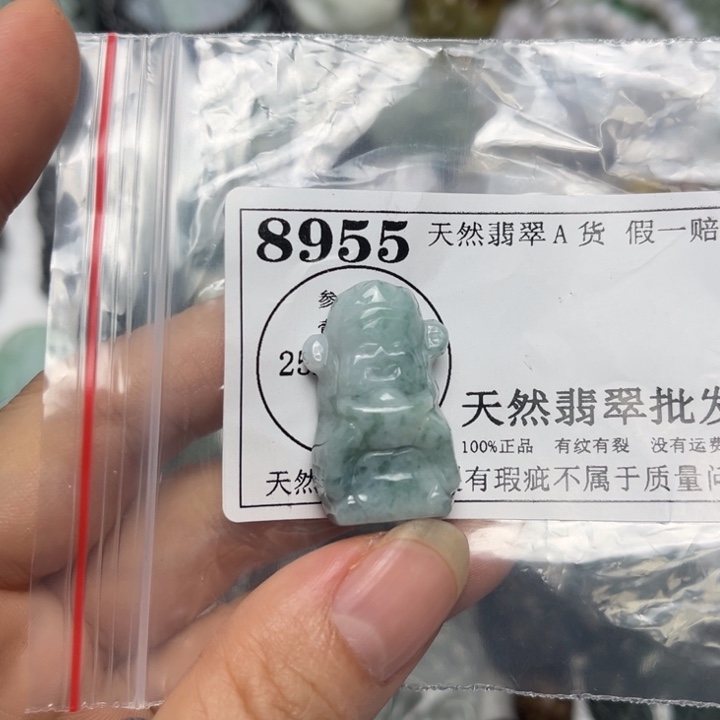 8955
天然翡翠A货 假一赔
参
25
天然翡翠批发
100%正品 有纹有裂 没有运费
天然
有瑕疵不属于质量问